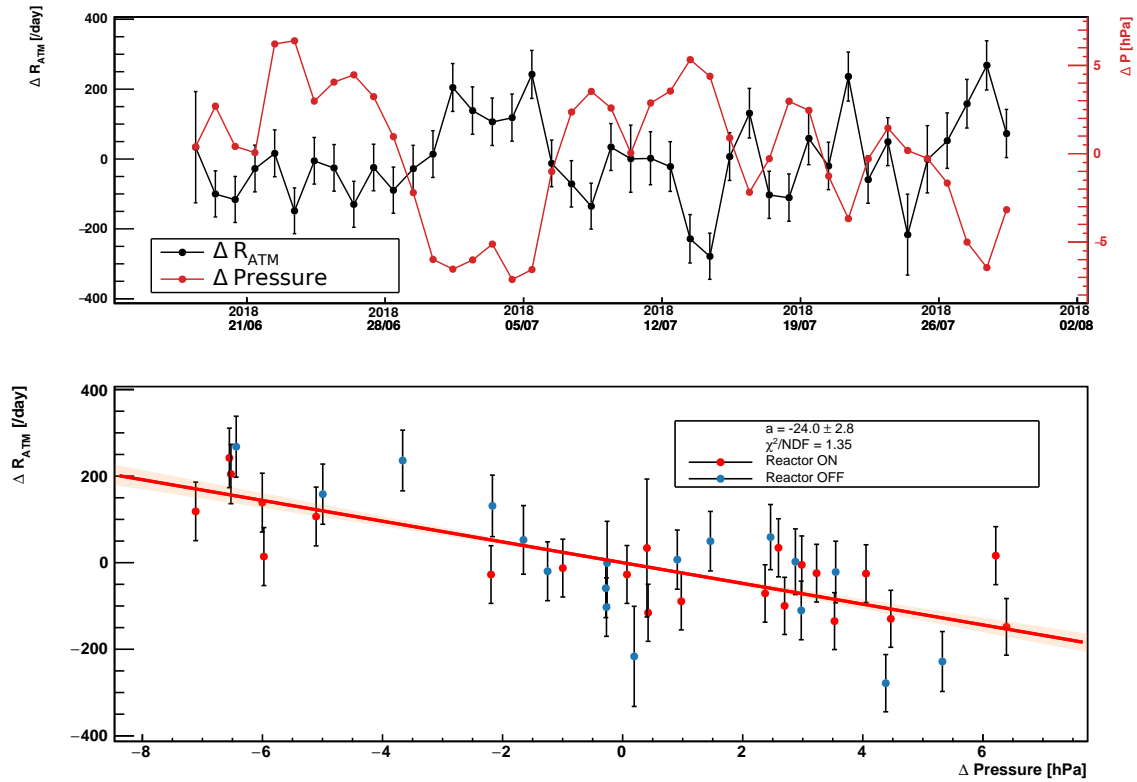 Δ R_ATM [/day]
Δ P [hPa]
400
200
0
−200
−400
5
0
−5
Δ R_ATM
Δ Pressure
2018 2018 2018 2018 2018 2018 2018
21/06 28/06 05/07 12/07 19/07 26/07 02/08
Δ R_ATM [/day]
400
200
0
−200
−400
a = -24.0 ± 2.8
χ²/NDF = 1.35
Reactor ON
Reactor OFF
−8 −6 −4 −2 0 2 4 6
Δ Pressure [hPa]